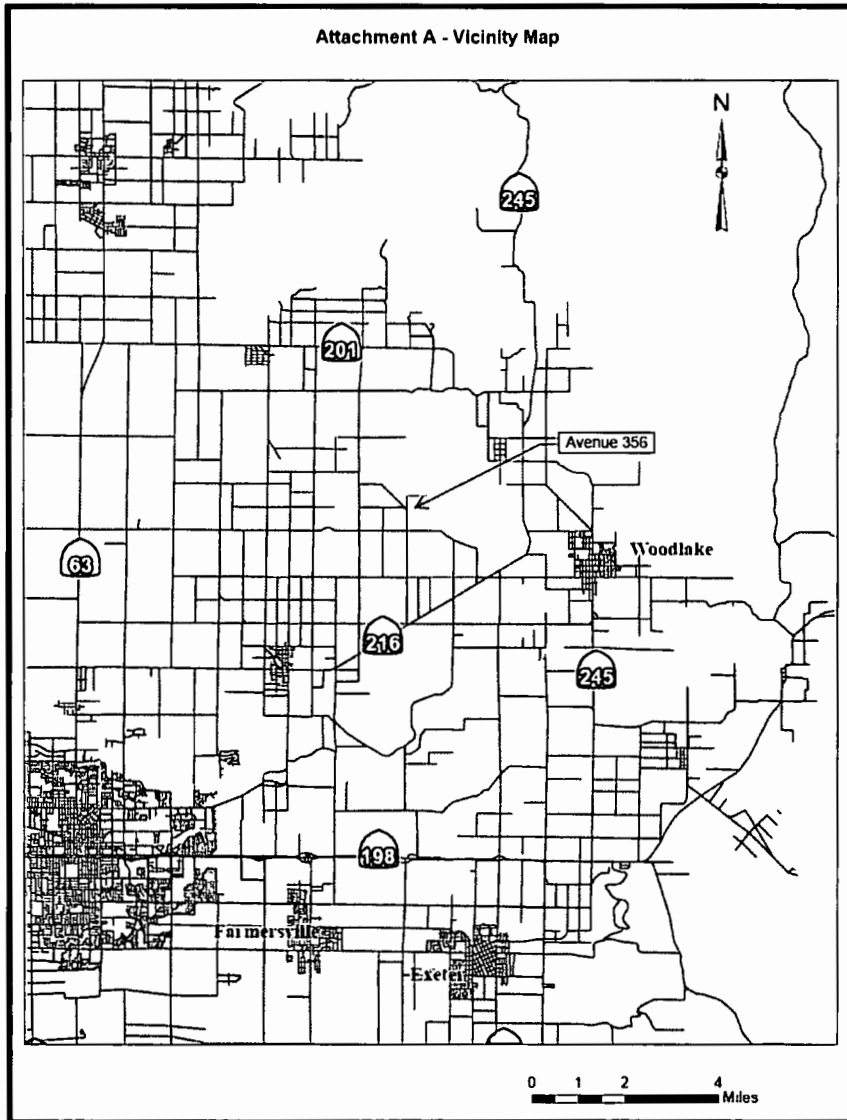 Attachment A - Vicinity Map
N
245
201
Avenue 356
63
Woodlake
216
245
198
Farmersville
Exeter
0 1 2 4
Miles